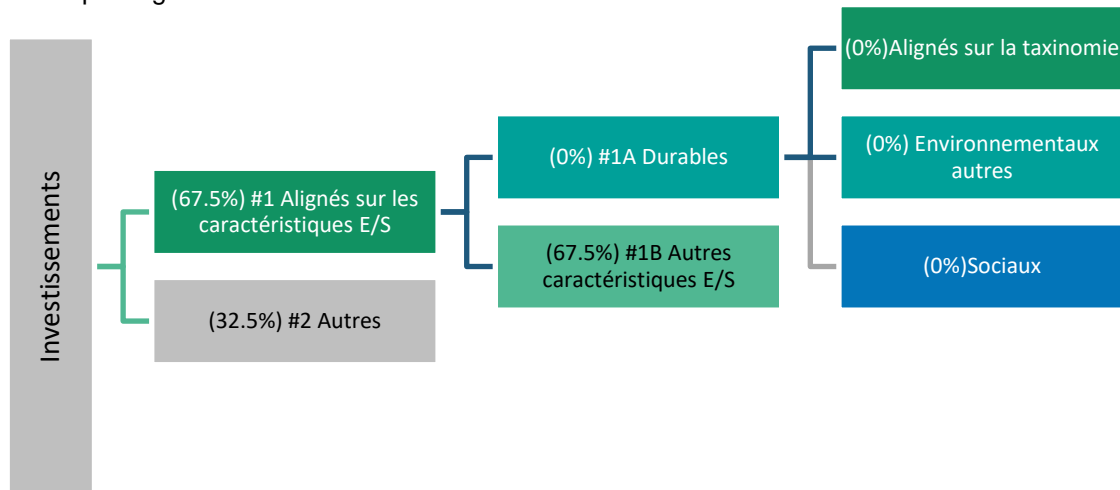 Investissements
(67.5%) #1 Alignés sur les
caractéristiques E/S
(32.5%) #2 Autres
(0%) #1A Durables
(67.5%) #1B Autres
caractéristiques E/S
(0%)Alignés sur la taxinomie
(0%) Environnementaux
autres
(0%)Sociaux